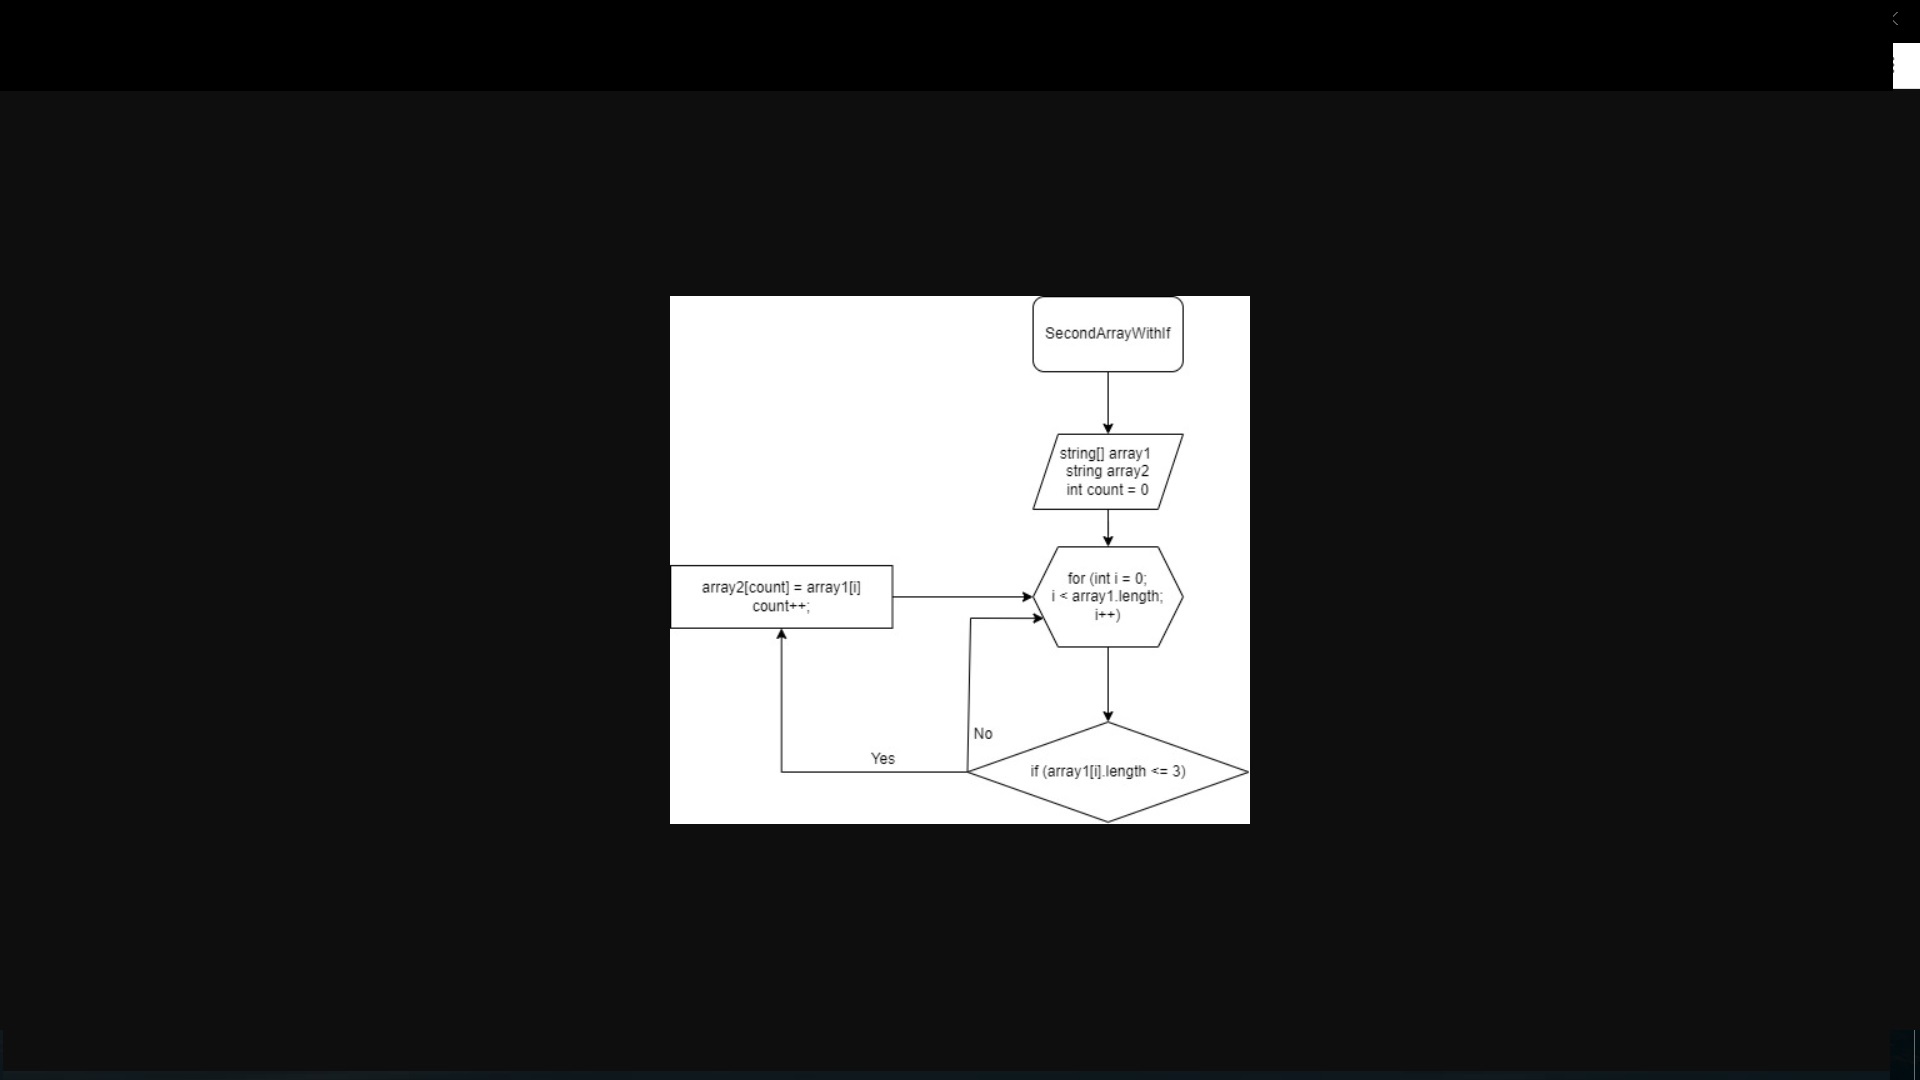 SecondArrayWithIf
string[] array1
string array2
int count = 0
for (int i = 0;
i < array1.length;
i++)
array2[count] = array1[i]
count++;
No
Yes
if (array1[i].length <= 3)